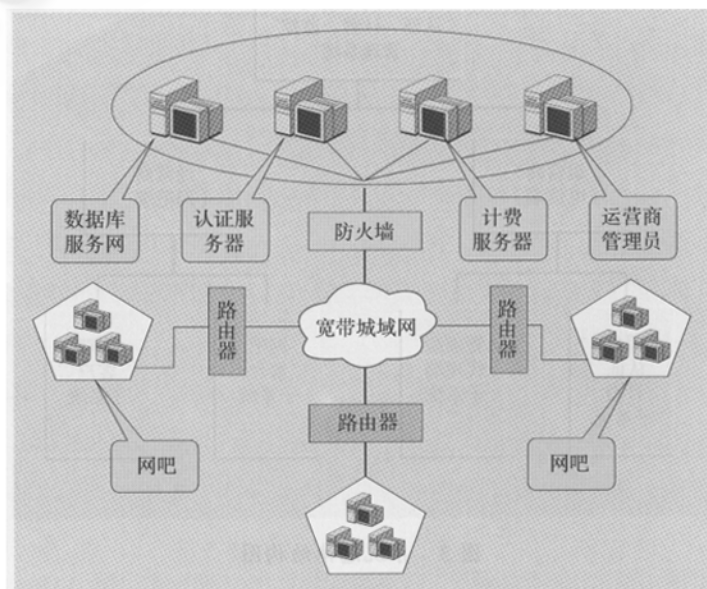 数据库
服务网
认证服
务器
计费
服务器
运营商
管理员
防火墙
路
由
器
宽带城域网
路
由
器
路由器
网吧
网吧